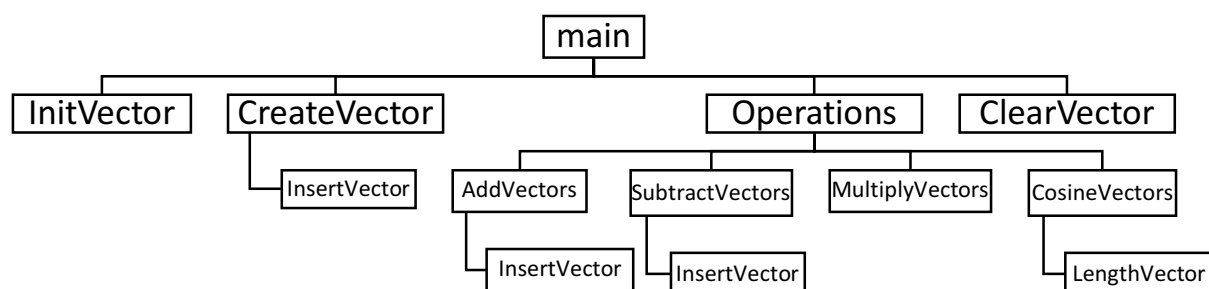 main
InitVector
CreateVector
Operations
ClearVector
InsertVector
AddVectors
SubtractVectors
MultiplyVectors
CosineVectors
InsertVector
InsertVector
LengthVector